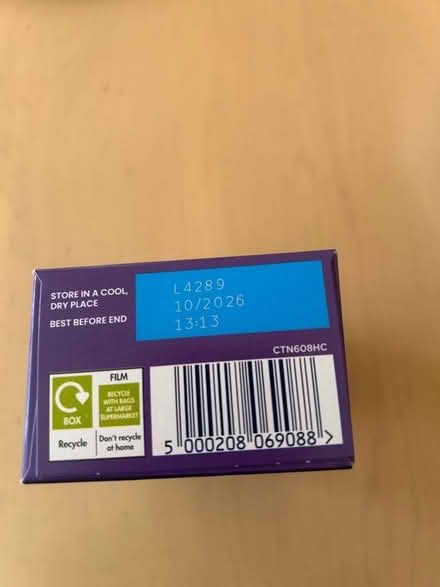 STORE IN A COOL,
DRY PLACE
BEST BEFORE END
L4289
10/2026
13:13
CTN608HC
BOX
Recycle
FILM
RECYCLE
WITH BAGS
AT LARGE
SUPERMARKET
Don't recycle
at home
5 000208 069088 >